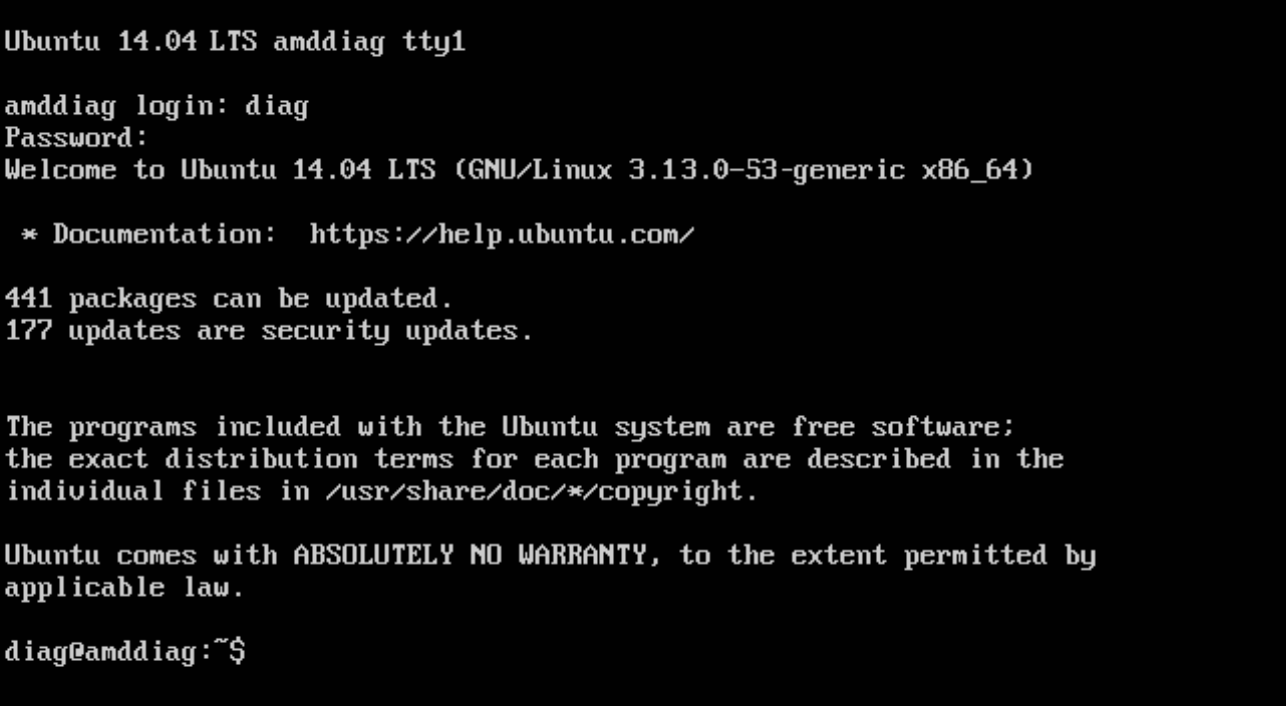 Ubuntu 14.04 LTS amddiag tty1
amddiag login: diag
Password:
Welcome to Ubuntu 14.04 LTS (GNU/Linux 3.13.0-53-generic x86_64)
* Documentation:  https://help.ubuntu.com/
441 packages can be updated.
177 updates are security updates.
The programs included with the Ubuntu system are free software;
the exact distribution terms for each program are described in the
individual files in /usr/share/doc/*/copyright.
Ubuntu comes with ABSOLUTELY NO WARRANTY, to the extent permitted by
applicable law.
diag@amddiag:~$